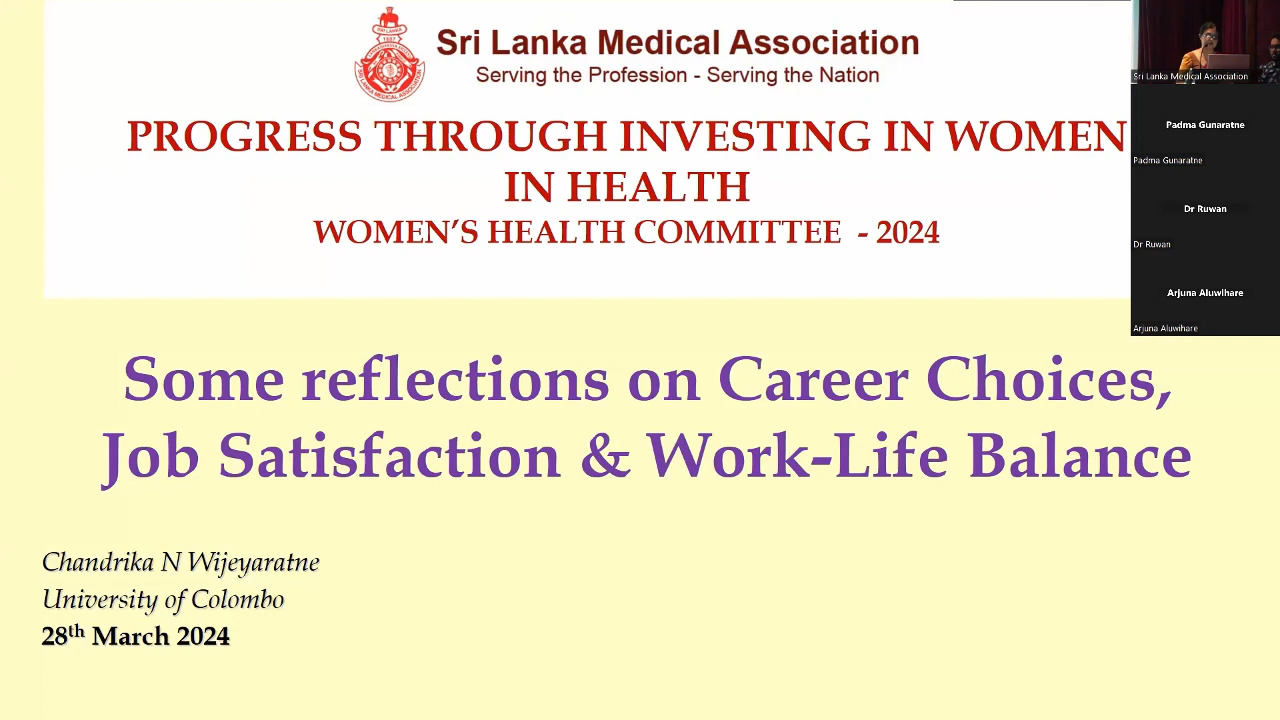 Sri Lanka Medical Association
Serving the Profession - Serving the Nation
PROGRESS THROUGH INVESTING IN WOMEN
IN HEALTH
WOMEN'S HEALTH COMMITTEE - 2024
Some reflections on Career Choices,
Job Satisfaction & Work-Life Balance
Chandrika N Wijeyaratne
University of Colombo
28th March 2024
Sri Lanka Medical Association
Padma Gunaratne
Padma Gunaratne
Dr Ruwan
Dr Ruwan
Arjuna Aluwihare
Arjuna Aluwihare